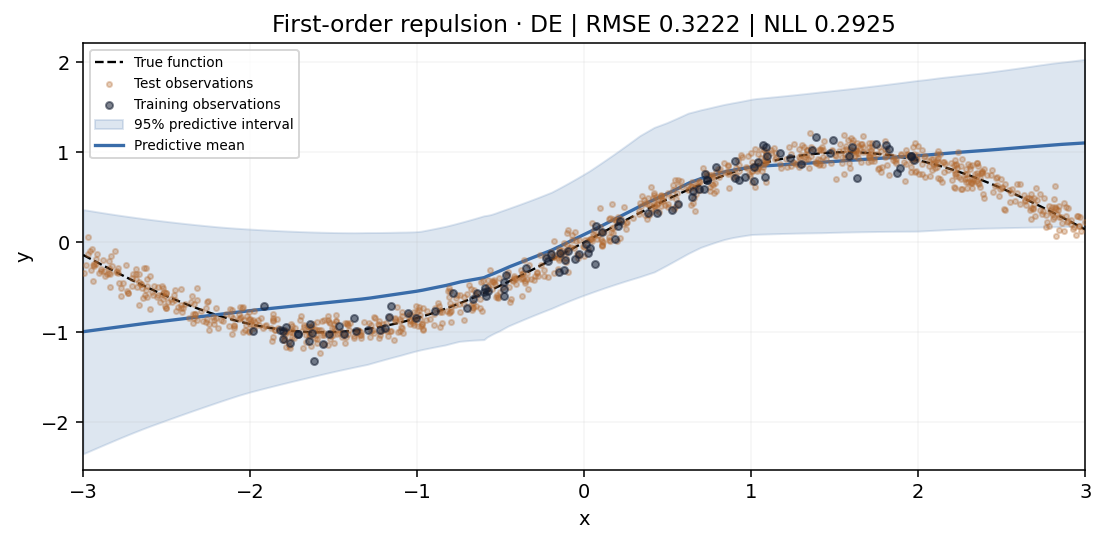 First-order repulsion · DE | RMSE 0.3222 | NLL 0.2925
True function
Test observations
Training observations
95% predictive interval
Predictive mean
y
2
1
0
−1
−2
−3 −2 −1 0 1 2 3
x